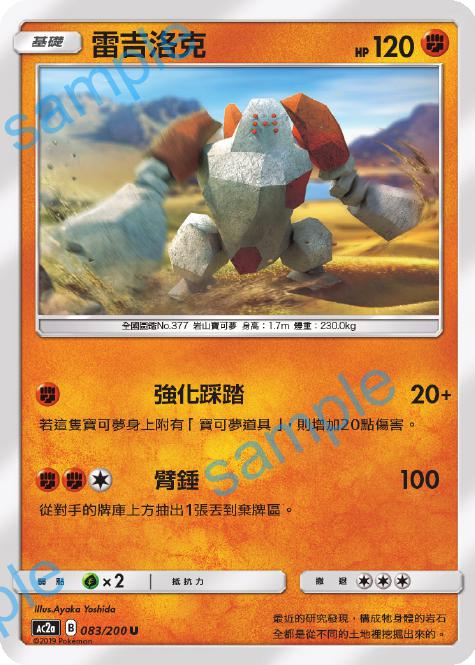 基礎 雷吉洛克 HP 120
全國圖鑑No.377 岩山寶可夢 身高：1.7m 體重：230.0kg
強化踩踏 20+
若這隻寶可夢身上附有「寶可夢道具」，則增加20點傷害。
臂錘 100
從對手的牌庫上方抽出1張丟到棄牌區。
弱點 ×2 抵抗力 撤退
Illus.Ayaka Yoshida
AC2a B 083/200 U
©2019 Pokémon
最近的研究發現，構成牠身體的岩石
全都是從不同的土地裡挖掘出來的。
sample
sample
sample
ple